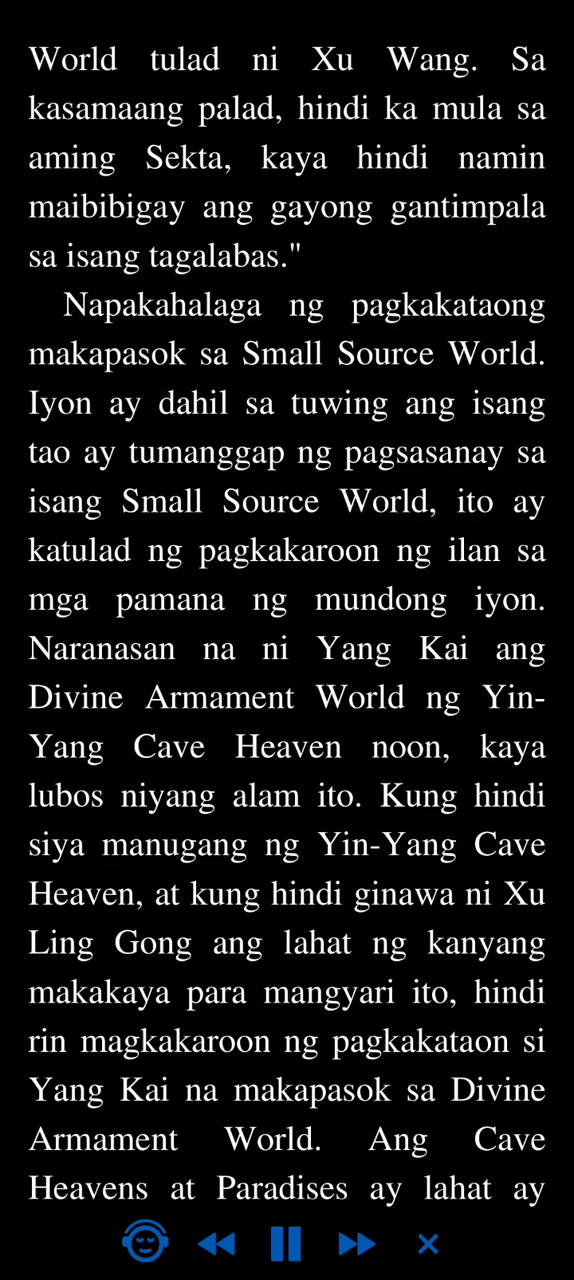 World tulad ni Xu Wang. Sa
kasamaang palad, hindi ka mula sa
aming Sekta, kaya hindi namin
maibibigay ang gayong gantimpala
sa isang tagalabas."
Napakahalaga ng pagkakataong
makapasok sa Small Source World.
Iyon ay dahil sa tuwing ang isang
tao ay tumanggap ng pagsasanay sa
isang Small Source World, ito ay
katulad ng pagkakaroon ng ilan sa
mga pamana ng mundong iyon.
Naranasan na ni Yang Kai ang
Divine Armament World ng Yin-
Yang Cave Heaven noon, kaya
lubos niyang alam ito. Kung hindi
siya manugang ng Yin-Yang Cave
Heaven, at kung hindi ginawa ni Xu
Ling Gong ang lahat ng kanyang
makakaya para mangyari ito, hindi
rin magkakaroon ng pagkakataon si
Yang Kai na makapasok sa Divine
Armament World. Ang Cave
Heavens at Paradises ay lahat ay